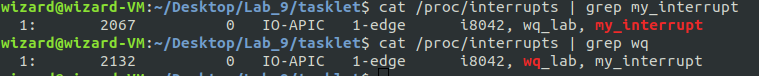 wizard@wizard-VM:~/Desktop/Lab_9/tasklet$ cat /proc/interrupts | grep my_interrupt
1: 2067 0 IO-APIC 1-edge i8042, wq_lab, my_interrupt
wizard@wizard-VM:~/Desktop/Lab_9/tasklet$ cat /proc/interrupts | grep wq
1: 2132 0 IO-APIC 1-edge i8042, wq_lab, my_interrupt